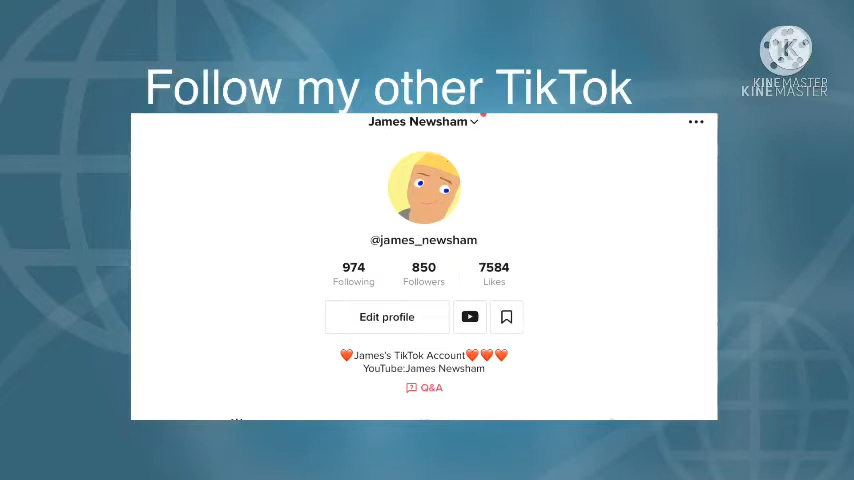 Follow my other TikTok
K
KINEMASTER
KINEMASTER
James Newsham
@james_newsham
974 850 7584
Following Followers Likes
Edit profile
❤️James's TikTok Account❤️❤️❤️
YouTube:James Newsham
Q&A